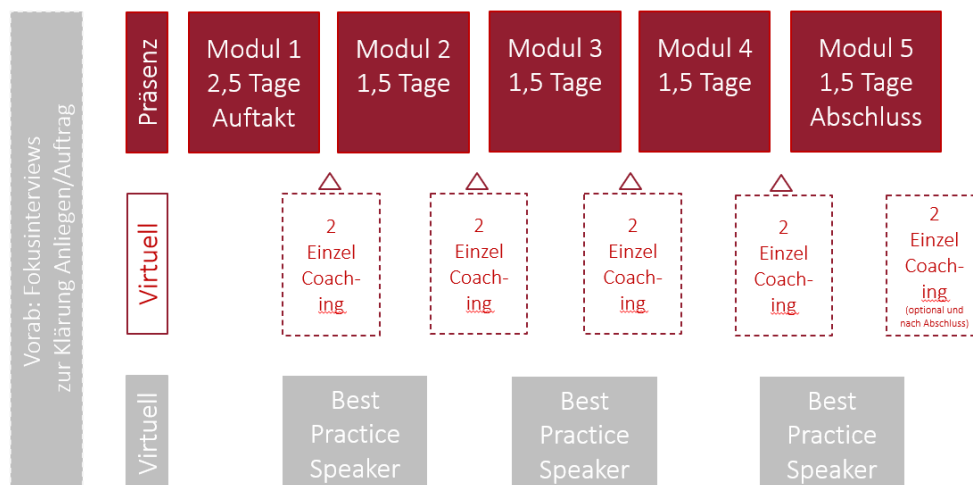 Vorab: Fokusinterviews
zur Klärung Anliegen/Auftrag
Präsenz
Modul 1
2,5 Tage
Auftakt
Modul 2
1,5 Tage
Modul 3
1,5 Tage
Modul 4
1,5 Tage
Modul 5
1,5 Tage
Abschluss
Virtuell
2
Einzel
Coach-
ing
2
Einzel
Coach-
ing
2
Einzel
Coach-
ing
2
Einzel
Coach-
ing
2
Einzel
Coach-
ing
(optional und
nach Abschluss)
Virtuell
Best
Practice
Speaker
Best
Practice
Speaker
Best
Practice
Speaker